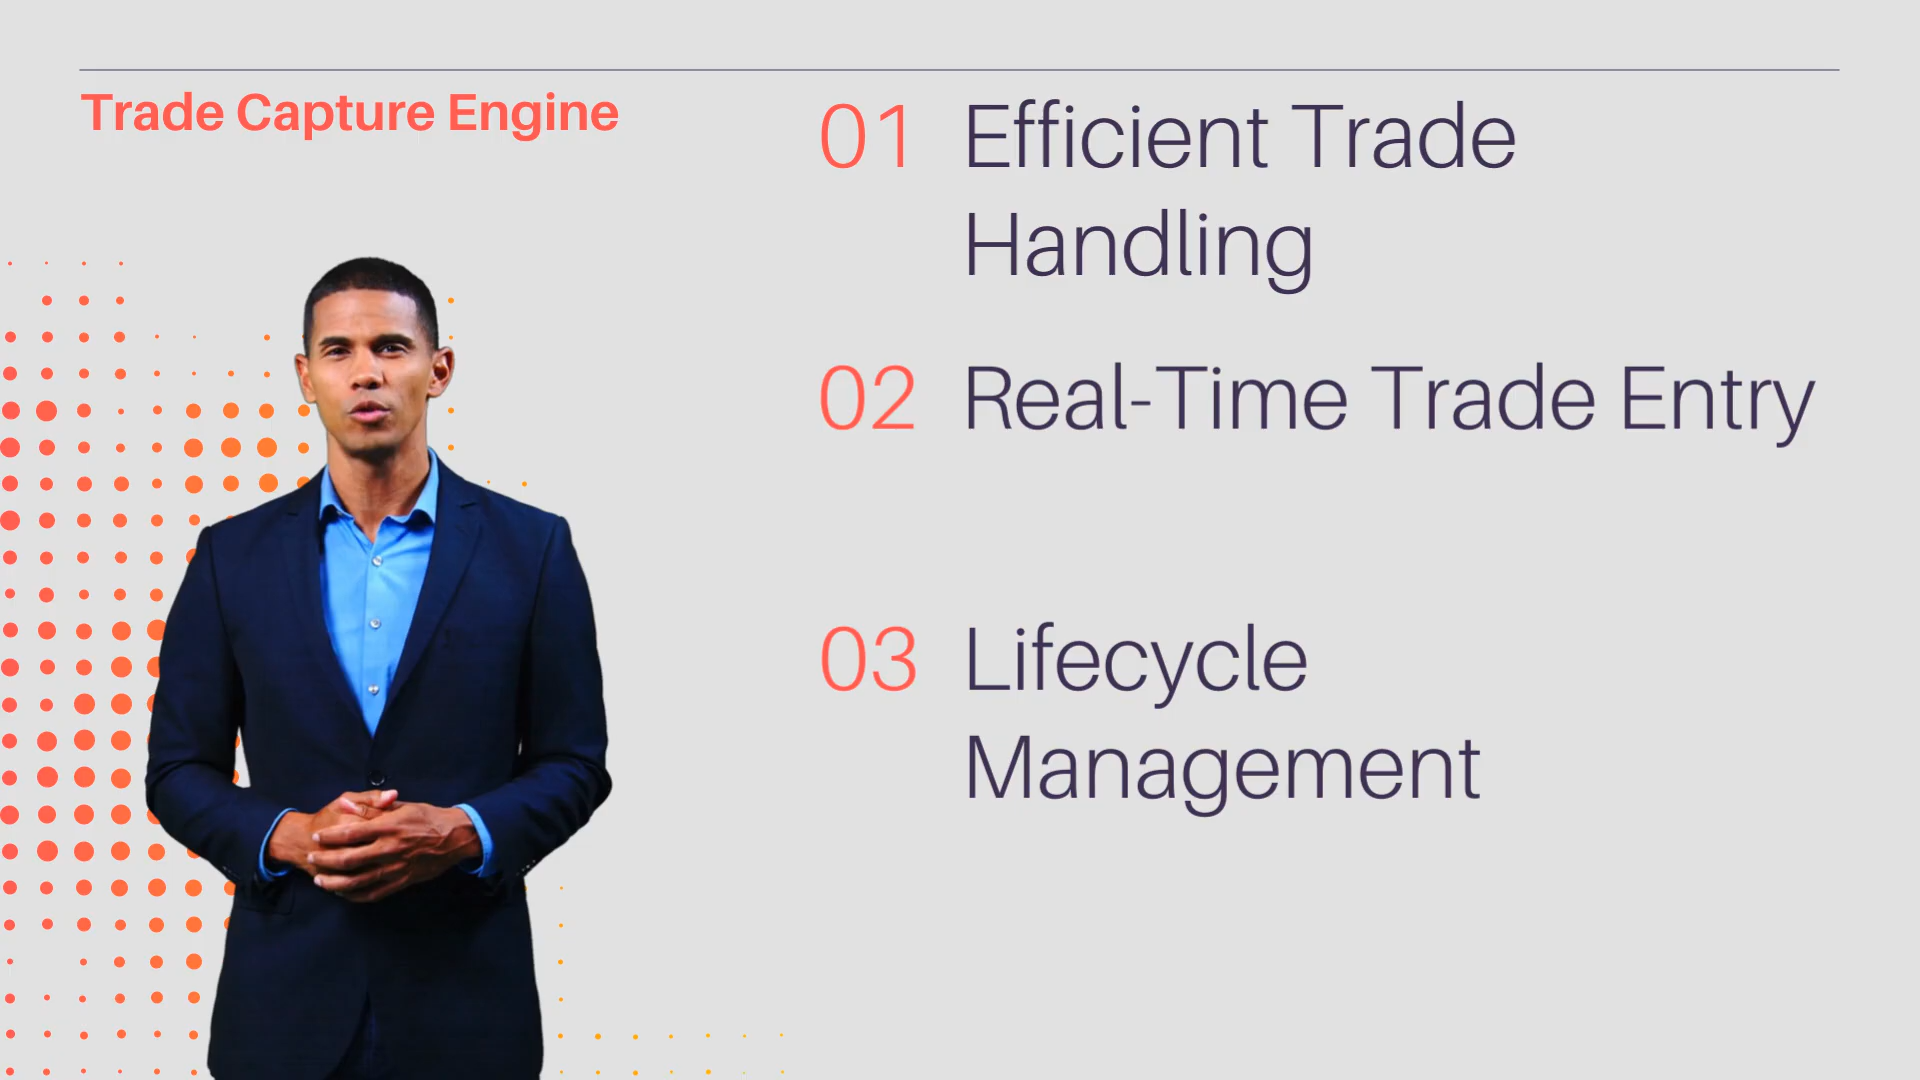 Trade Capture Engine
01 Efficient Trade
Handling
02 Real-Time Trade Entry
03 Lifecycle
Management